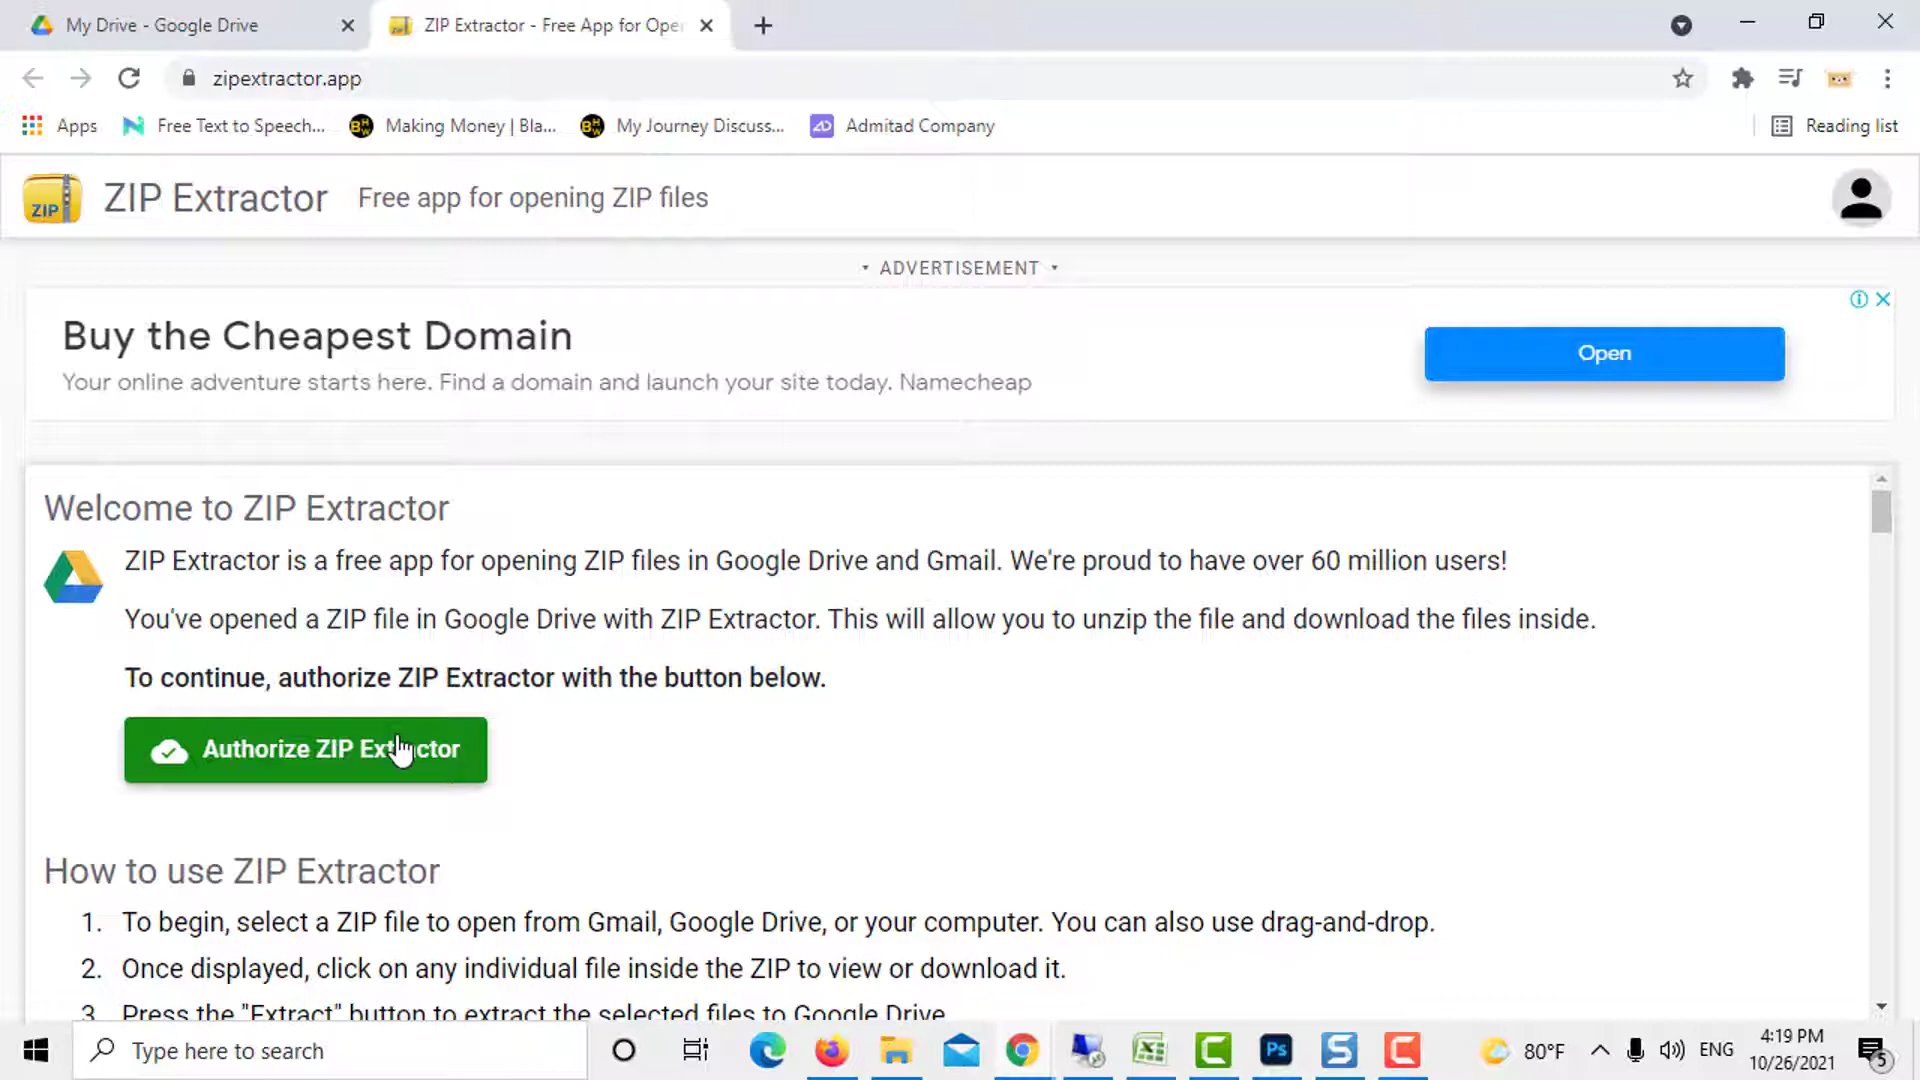 My Drive - Google Drive
ZIP Extractor - Free App for Ope
zipextractor.app
Apps
Free Text to Speech...
Making Money | Bla...
My Journey Discuss...
Admitad Company
Reading list
ZIP
ZIP Extractor
Free app for opening ZIP files
• ADVERTISEMENT •
Buy the Cheapest Domain
Your online adventure starts here. Find a domain and launch your site today. Namecheap
Open
Welcome to ZIP Extractor
ZIP Extractor is a free app for opening ZIP files in Google Drive and Gmail. We're proud to have over 60 million users!
You've opened a ZIP file in Google Drive with ZIP Extractor. This will allow you to unzip the file and download the files inside.
To continue, authorize ZIP Extractor with the button below.
Authorize ZIP Extractor
How to use ZIP Extractor
1. To begin, select a ZIP file to open from Gmail, Google Drive, or your computer. You can also use drag-and-drop.
2. Once displayed, click on any individual file inside the ZIP to view or download it.
3. Press the "Extract" button to extract the selected files to Google Drive.
Type here to search
Ps
S
C
80°F
ENG
4:19 PM
10/26/2021
5